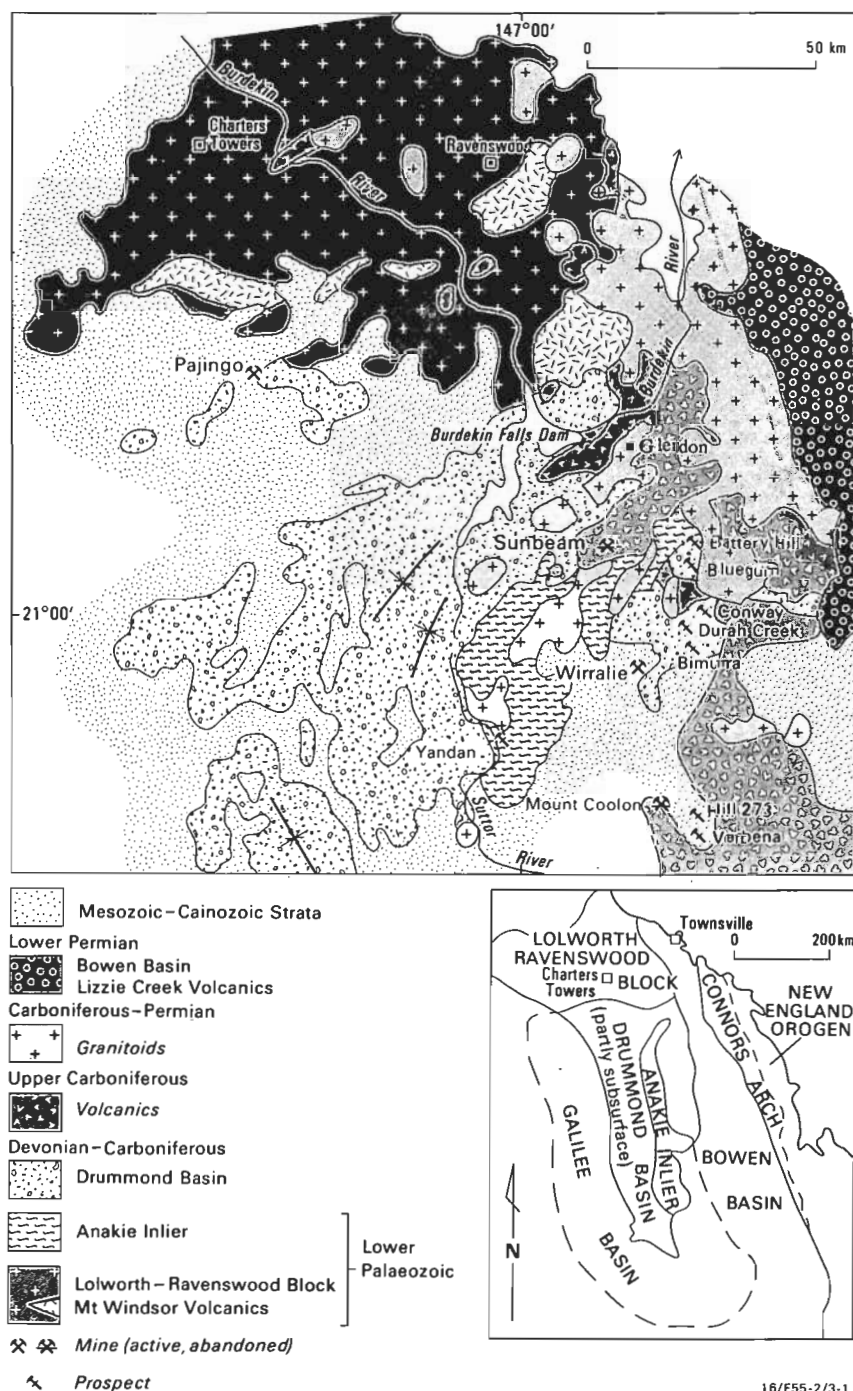 147°00'
0 50 km
Burdekin
Charters
Towers
Ravenswood
River
River
Pajingo
Burdekin
Burdekin Falls Dam
Glendon
Sunbeam
Battery Hill
Bluegum
21°00'
Conway
Durah Creek
Bimurra
Wirralie
Yandan
Mount Coolon
Hill 273
Verbena
Suttor
River
Mesozoic–Cainozoic Strata
Lower Permian
Bowen Basin
Lizzie Creek Volcanics
Carboniferous–Permian
Granitoids
Upper Carboniferous
Volcanics
Devonian–Carboniferous
Drummond Basin
Anakie Inlier
Lower
Palaeozoic
Lolworth–Ravenswood Block
Mt Windsor Volcanics
Mine (active, abandoned)
Prospect
Townsville
0 200km
LOLWORTH
RAVENSWOOD
Charters
Towers
BLOCK
NEW
ENGLAND
OROGEN
CONNORS ARCH
DRUMMOND BASIN
(partly subsurface)
ANAKIE INLIER
GALILEE
BASIN
BOWEN
BASIN
N
16/F55-2/3-1